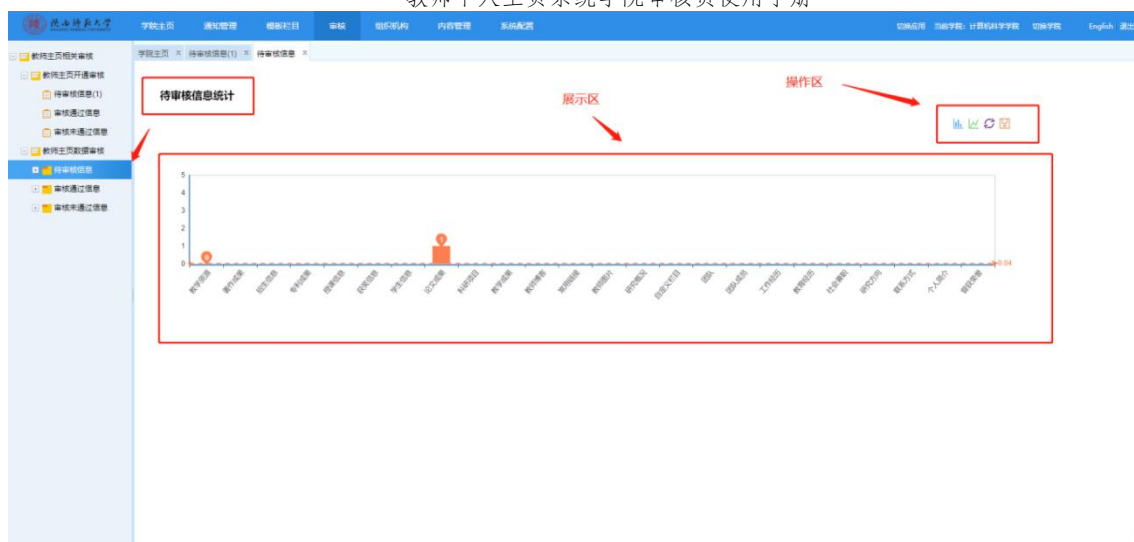 教师个人主页系统学院审核员使用手册
陕西师范大学
学院主页 通知管理 模板栏目 审核 组织机构 内容管理 系统配置 切换应用 当前学院: 计算机科学学院 切换学院 English 退出
教师主页相关审核
教师主页开通审核
待审核信息(1)
审核通过信息
审核未通过信息
教师主页数据审核
待审核信息
审核通过信息
审核未通过信息
学院主页 × 待审核信息(1) × 待审核信息 ×
待审核信息统计
展示区
操作区
5
4
3
2
1
0
0
1
0.04
教学资源 著作成果 招生信息 专利成果 授课信息 获奖信息 学生信息 论文成果 科研项目 教学成果 教师博客 常用链接 教师图片 研究概况 自定义栏目 团队 团队成员 工作经历 教育经历 社会兼职 研究方向 联系方式 个人简介 曾获荣誉